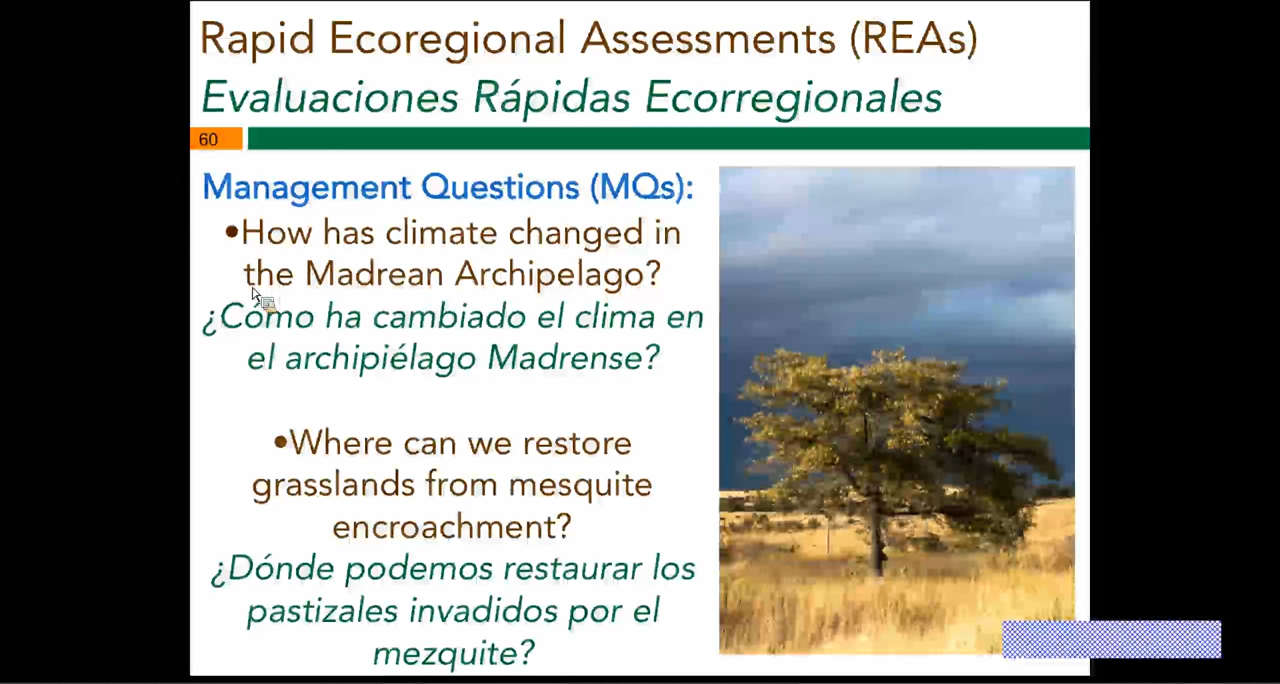 Rapid Ecoregional Assessments (REAs)
Evaluaciones Rápidas Ecorregionales
60
Management Questions (MQs):
•How has climate changed in
the Madrean Archipelago?
¿Cómo ha cambiado el clima en
el archipiélago Madrense?
•Where can we restore
grasslands from mesquite
encroachment?
¿Dónde podemos restaurar los
pastizales invadidos por el
mezquite?